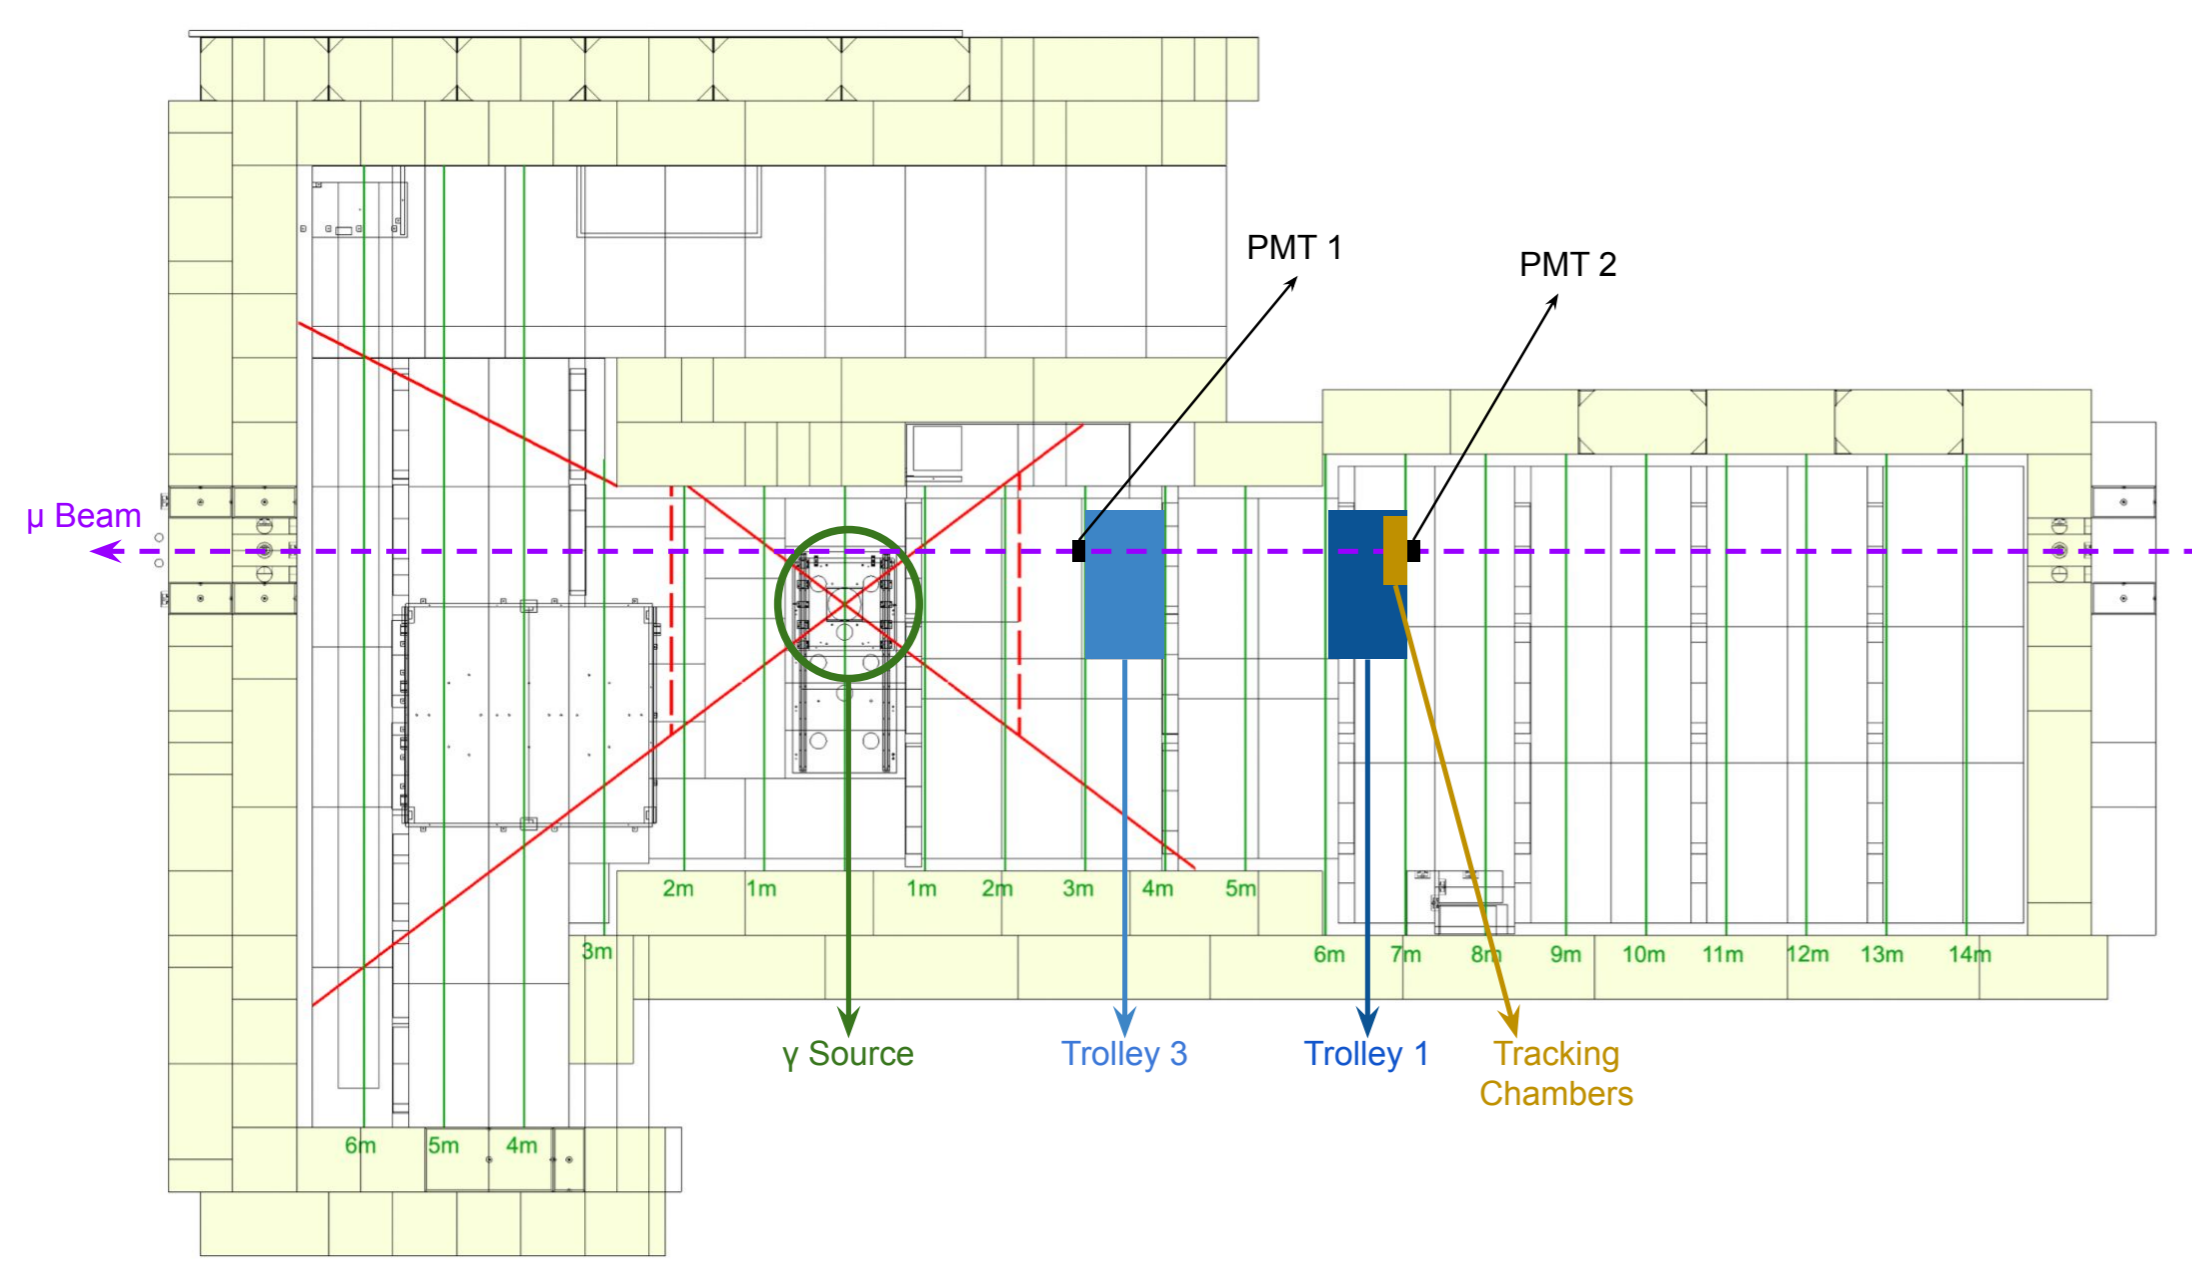 PMT 1
PMT 2
μ Beam
2m
1m
1m
2m
3m
4m
5m
3m
6m
7m
8m
9m
10m
11m
12m
13m
14m
γ Source
Trolley 3
Trolley 1
Tracking
Chambers
6m
5m
4m